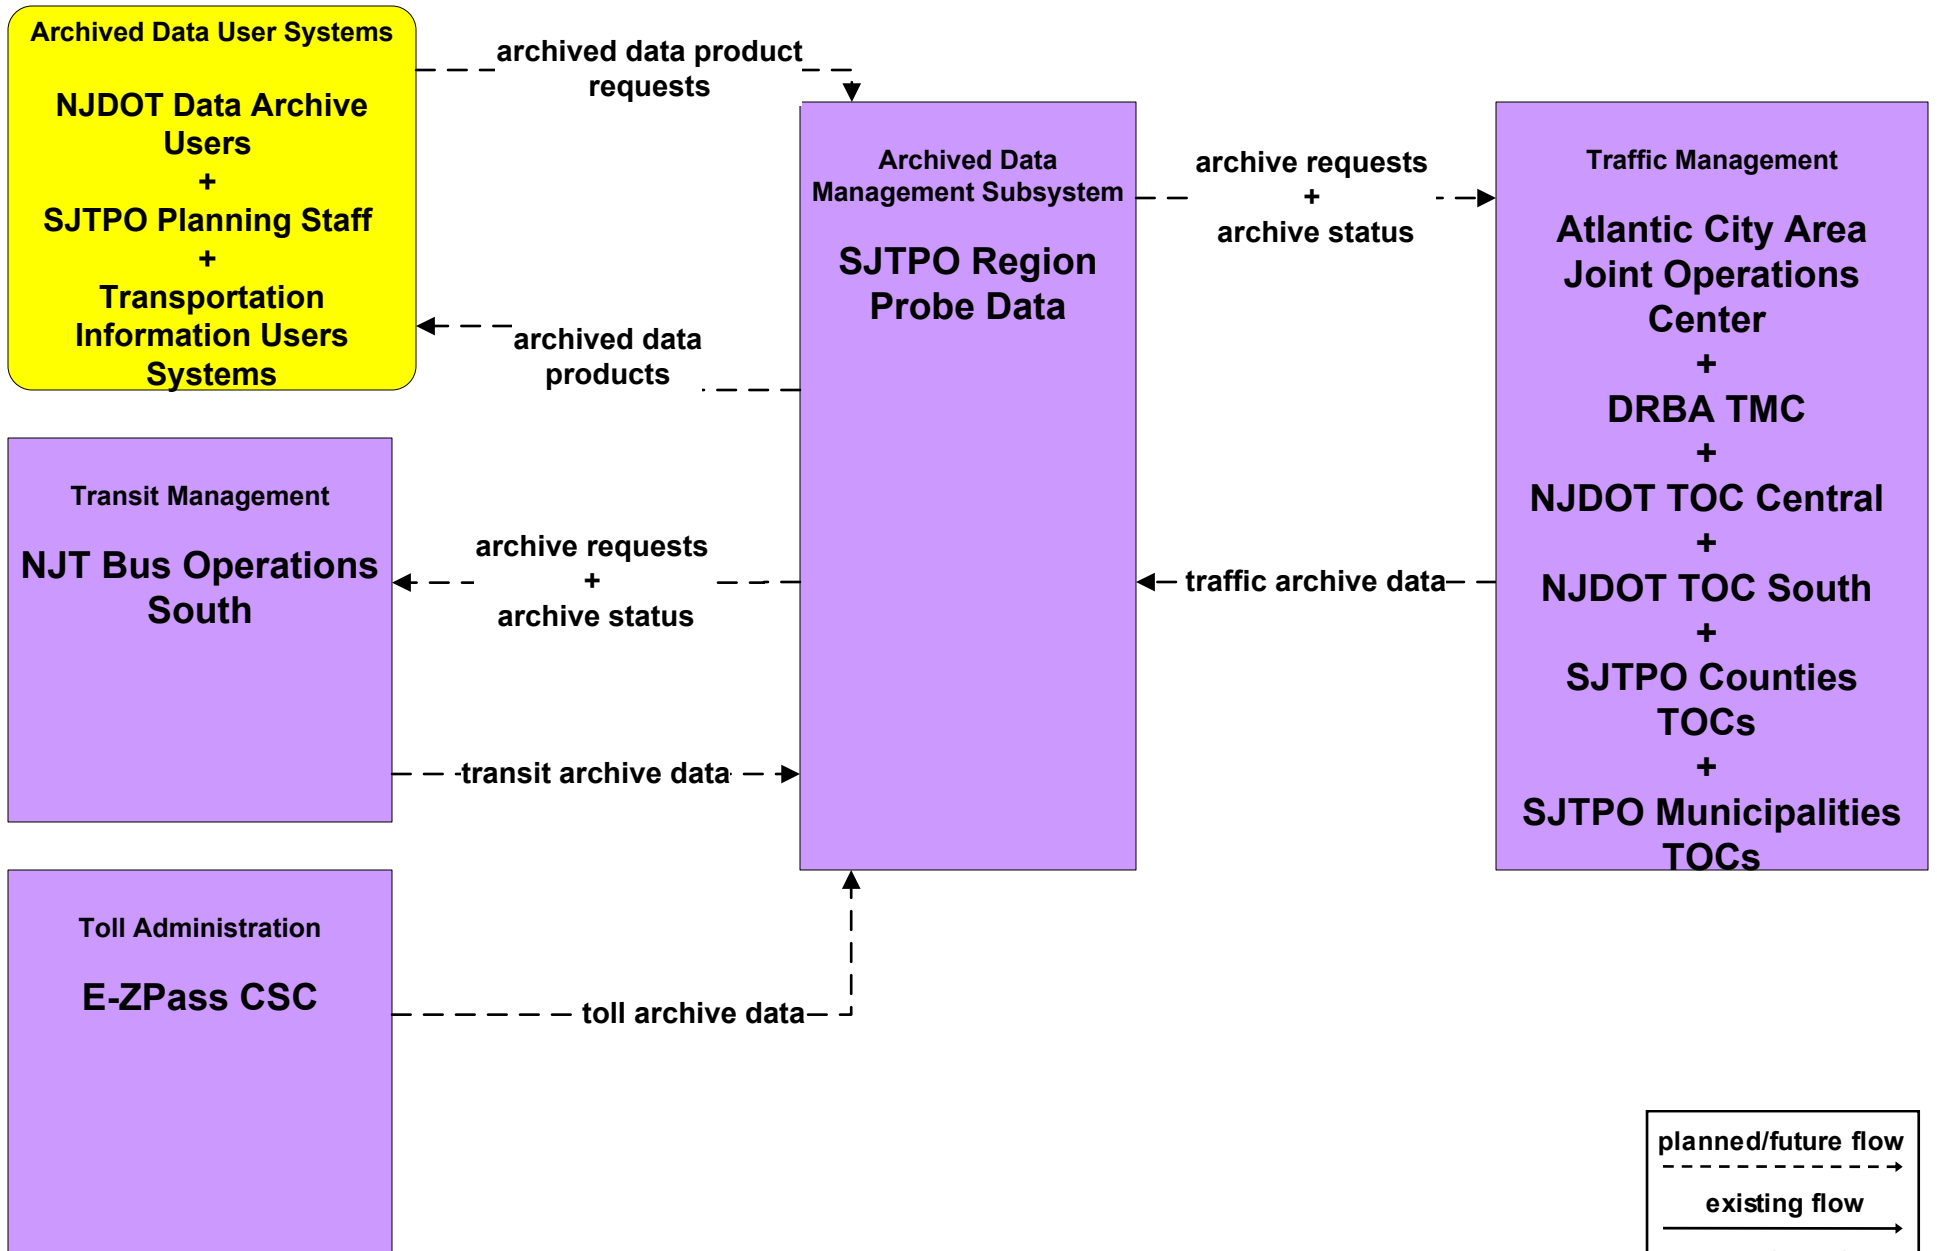 Archived Data User Systems
NJDOT Data Archive
Users
+
SJTPO Planning Staff
+
Transportation
Information Users
Systems
archived data product
requests
archived data
products
Archived Data
Management Subsystem
SJTPO Region
Probe Data
archive requests
+
archive status
traffic archive data
Traffic Management
Atlantic City Area
Joint Operations
Center
+
DRBA TMC
+
NJDOT TOC Central
+
NJDOT TOC South
+
SJTPO Counties
TOCs
+
SJTPO Municipalities
TOCs
Transit Management
NJT Bus Operations
South
archive requests
+
archive status
transit archive data
Toll Administration
E-ZPass CSC
toll archive data
planned/future flow
existing flow